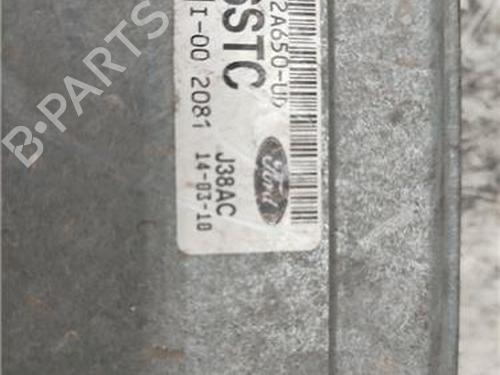 2A650-UD
SSTC
I-00 2081
J38AC
14-03-10
Ford
B-PARTS